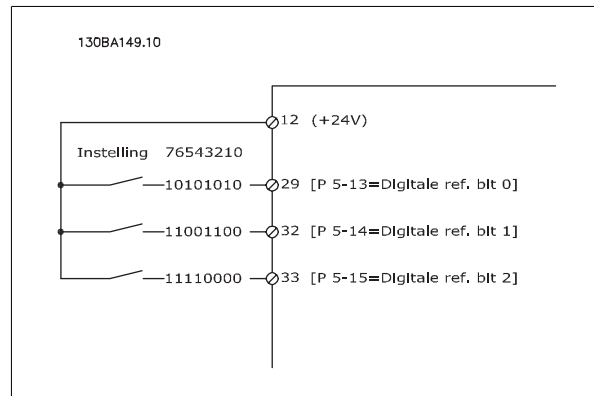 130BA149.10
12 (+24V)
Instelling 76543210
10101010 29 [P 5-13=Digitale ref. bit 0]
11001100 32 [P 5-14=Digitale ref. bit 1]
11110000 33 [P 5-15=Digitale ref. bit 2]